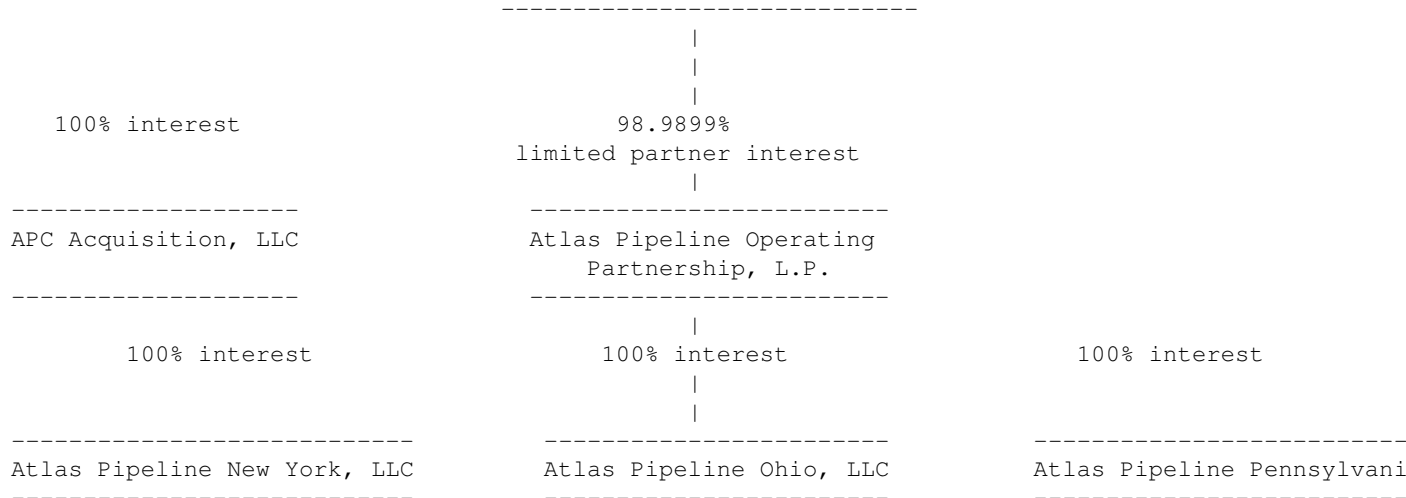 100% interest 98.9899%
limited partner interest
APC Acquisition, LLC Atlas Pipeline Operating
Partnership, L.P.
100% interest 100% interest 100% interest
Atlas Pipeline New York, LLC Atlas Pipeline Ohio, LLC Atlas Pipeline Pennsylvani